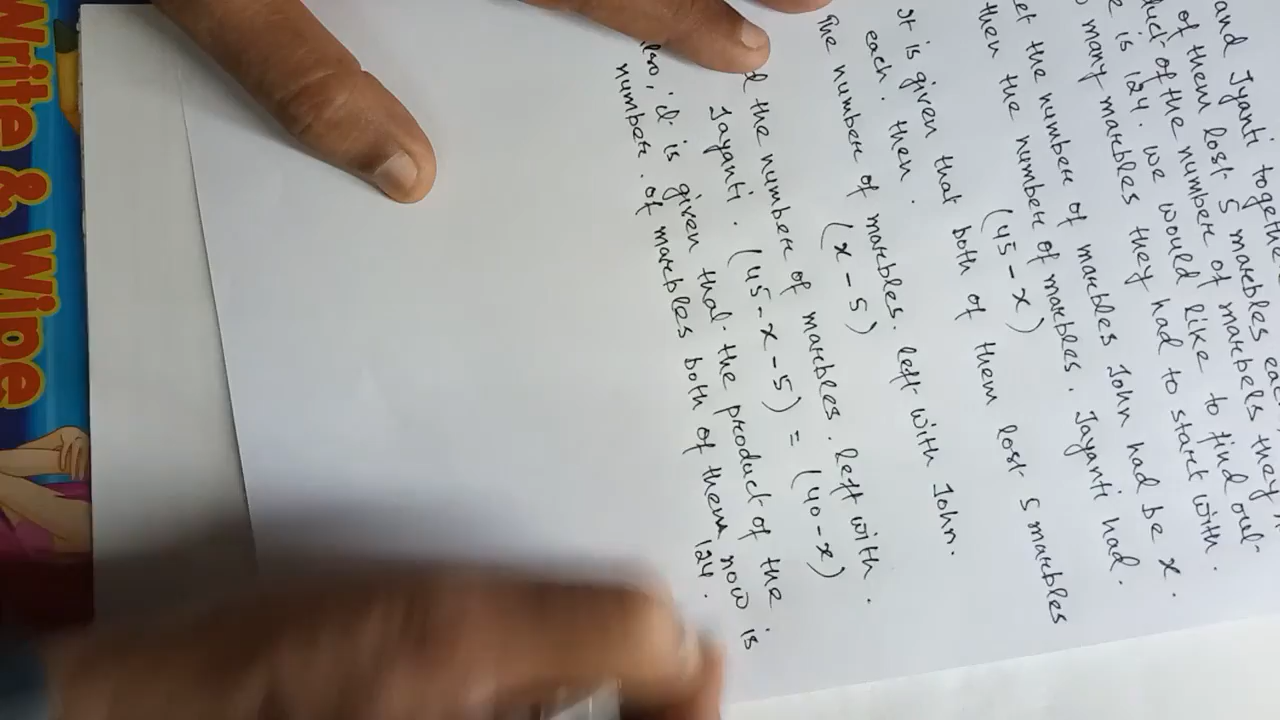 and Jyanti together
of them lost 5 marbles each
duct of the number of marbels they
is 124. we would like to find out
many marbles they had to start with.
Let the number of marbles John had be x.
then the number of marbles. Jayanti had.
(45-x)
It is given that both of them lost 5 marbles
each. then.
The number of marbles. left with John.
(x-5)
the number of marbles. left with.
Jayanti. (45-x-5) = (40-x)
Also, it is given that the product of the
number. of marbles both of them now is
124.
Write & Wipe